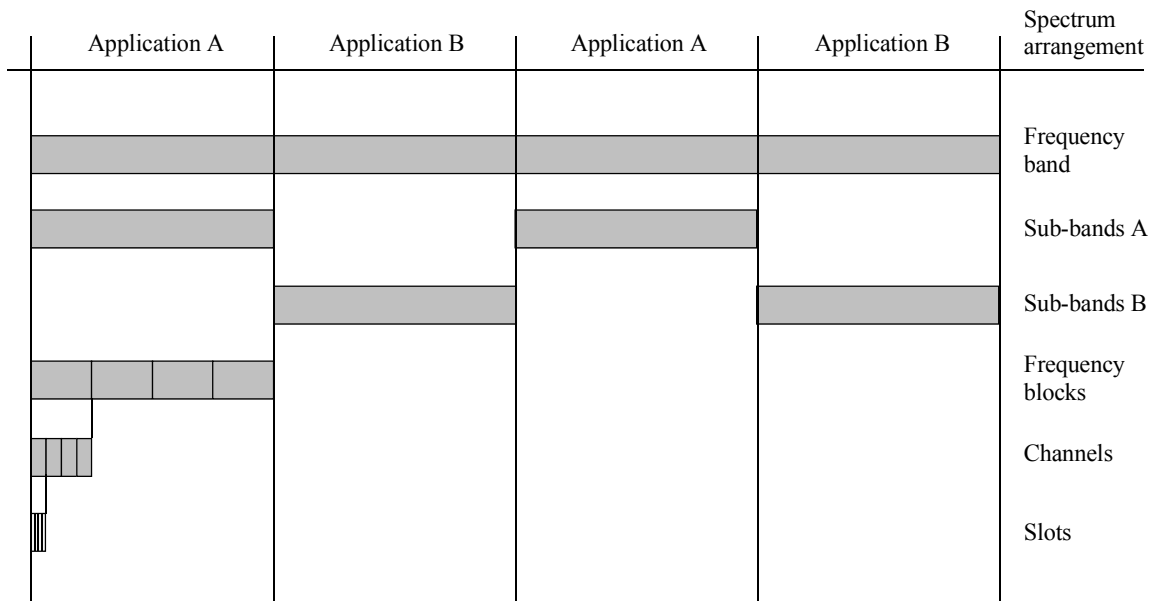 Application A
Application B
Application A
Application B
Spectrum
arrangement
Frequency
band
Sub-bands A
Sub-bands B
Frequency
blocks
Channels
Slots